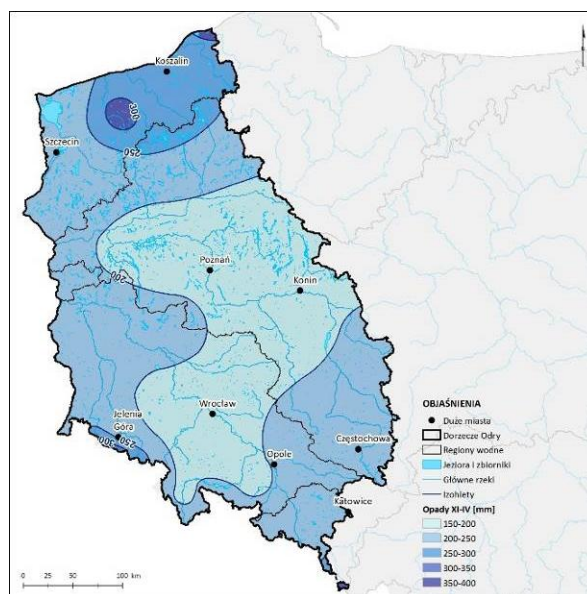 Koszalin
300
Szczecin
250
Poznań
200
Konin
Wrocław
Jelenia
Góra
250
300
Opole
Częstochowa
Katowice
OBJAŚNIENIA
Duże miasta
Dorzecze Odry
Regiony wodne
Jeziora i zbiorniki
Główne rzeki
Izohiety
Opady XI-IV [mm]
150-200
200-250
250-300
300-350
350-400
0 25 50 100 km